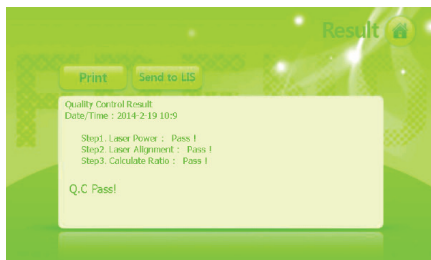 Result
Print
Send to LIS
Quality Control Result
Date/Time : 2014-2-19 10:9
Step1. Laser Power : Pass !
Step2. Laser Alignment : Pass !
Step3. Calculate Ratio : Pass !
Q.C Pass!